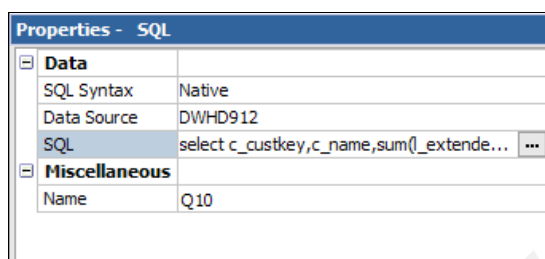 Properties - SQL
Data
SQL Syntax Native
Data Source DWHD912
SQL select c_custkey,c_name,sum(l_extende... ...
Miscellaneous
Name Q10